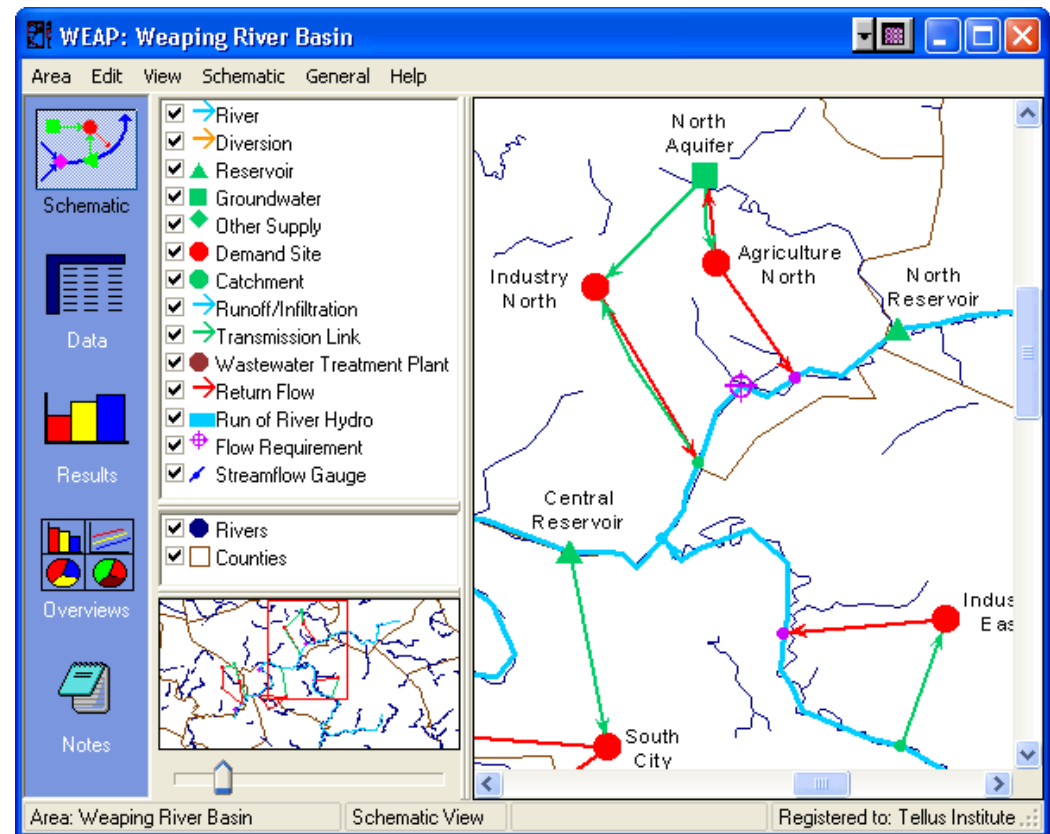 WEAP: Weaping River Basin
Area Edit View Schematic General Help
Schematic
Data
Results
Overviews
Notes
River
Diversion
Reservoir
Groundwater
Other Supply
Demand Site
Catchment
Runoff/Infiltration
Transmission Link
Wastewater Treatment Plant
Return Flow
Run of River Hydro
Flow Requirement
Streamflow Gauge
Rivers
Counties
North
Aquifer
Agriculture
North
Industry
North
North
Reservoir
Central
Reservoir
Indus
Eas
South
City
Area: Weaping River Basin
Schematic View
Registered to: Tellus Institute